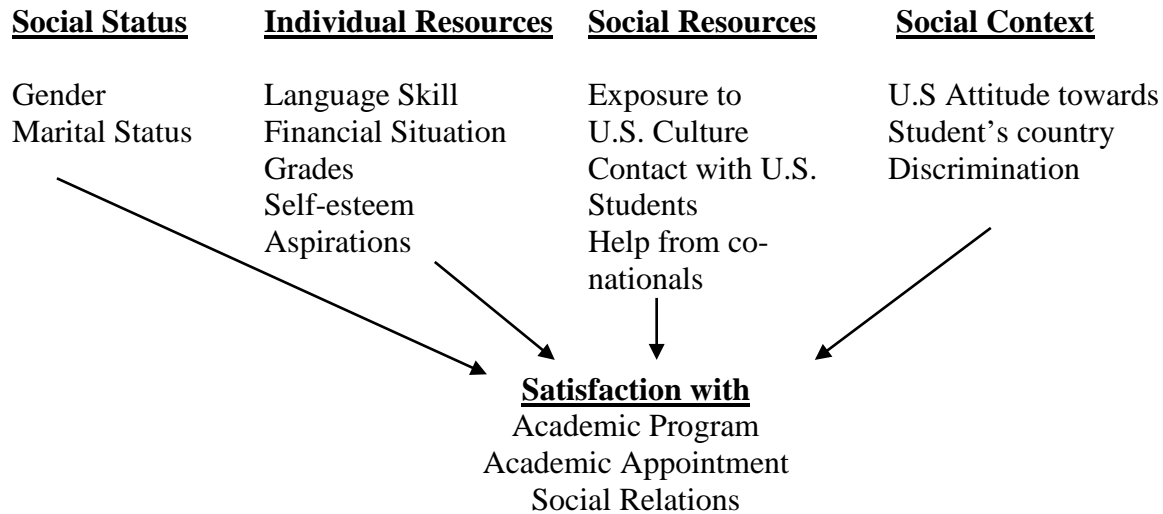 Social Status
Individual Resources
Social Resources
Social Context
Gender
Marital Status
Language Skill
Financial Situation
Grades
Self-esteem
Aspirations
Exposure to
U.S. Culture
Contact with U.S.
Students
Help from co-
nationals
U.S Attitude towards
Student's country
Discrimination
Satisfaction with
Academic Program
Academic Appointment
Social Relations